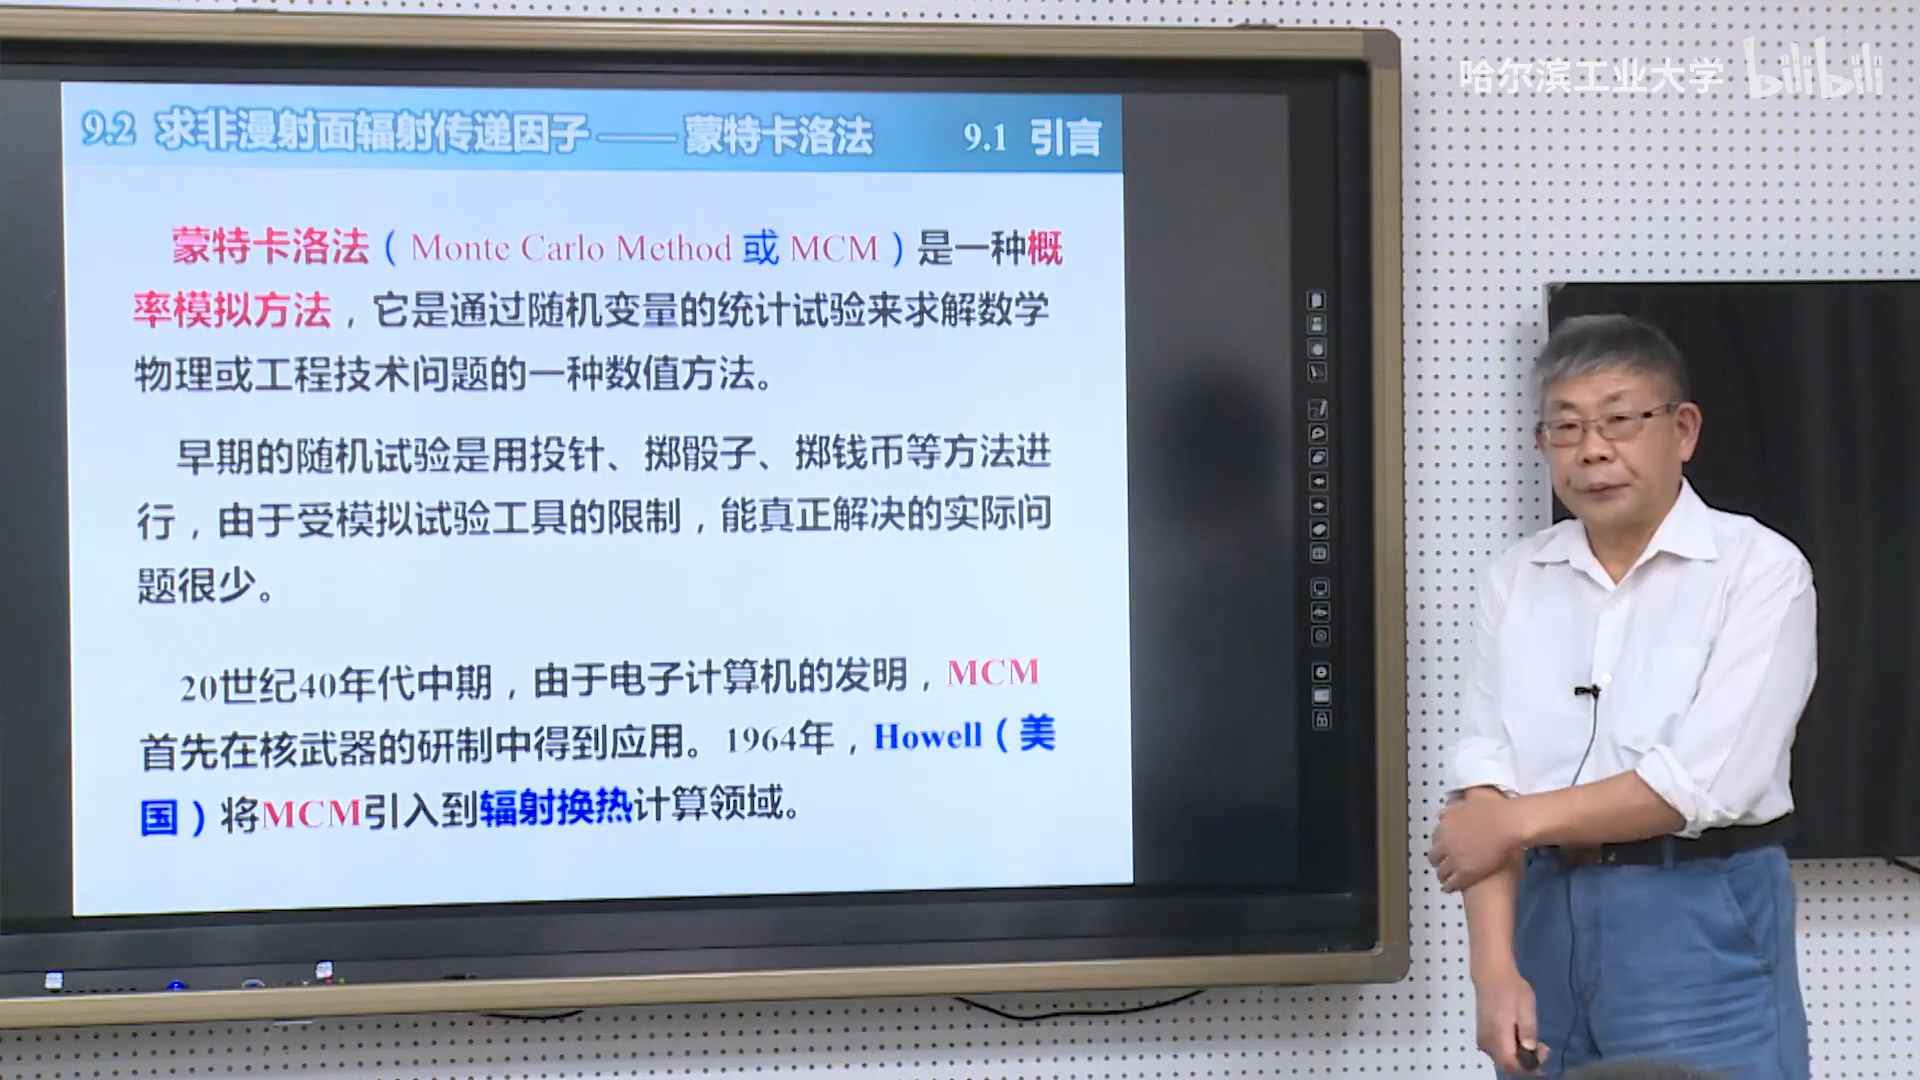 哈尔滨工业大学 bilibili
9.2 求非漫射面辐射传递因子——蒙特卡洛法 9.1 引言
蒙特卡洛法（Monte Carlo Method 或 MCM）是一种概
率模拟方法，它是通过随机变量的统计试验来求解数学
物理或工程技术问题的一种数值方法。
早期的随机试验是用投针、掷骰子、掷钱币等方法进
行，由于受模拟试验工具的限制，能真正解决的实际问
题很少。
20世纪40年代中期，由于电子计算机的发明，MCM
首先在核武器的研制中得到应用。1964年，Howell（美
国）将MCM引入到辐射换热计算领域。